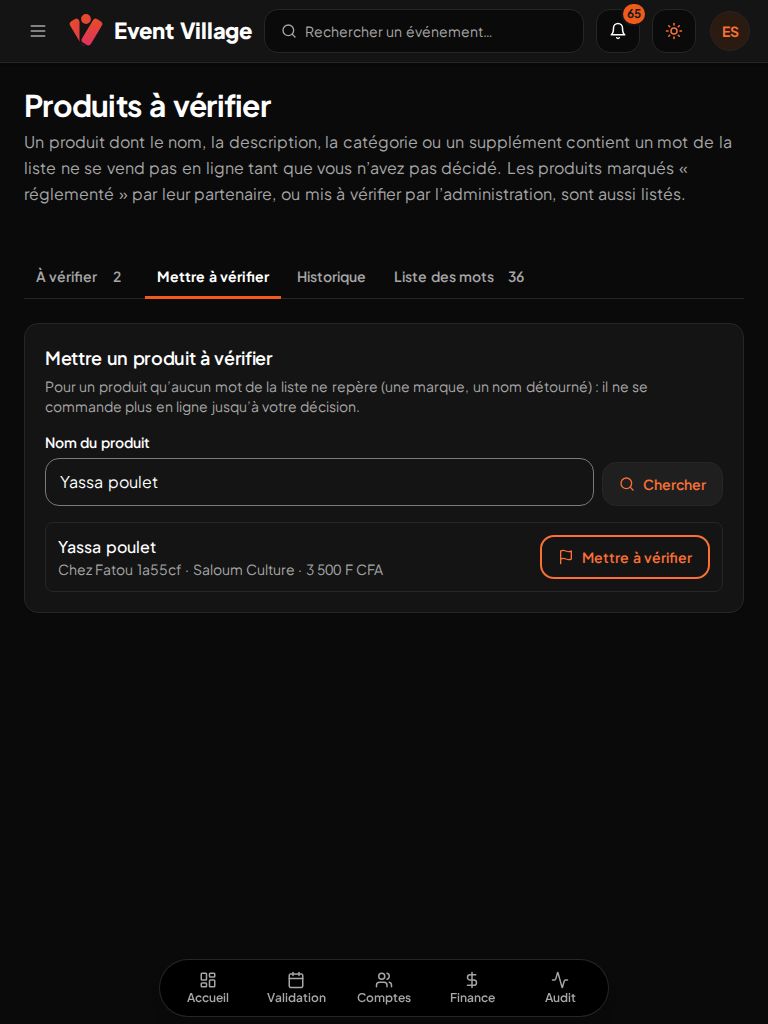 Event Village
Rechercher un événement…
65
ES
Produits à vérifier
Un produit dont le nom, la description, la catégorie ou un supplément contient un mot de la
liste ne se vend pas en ligne tant que vous n’avez pas décidé. Les produits marqués «
réglementé » par leur partenaire, ou mis à vérifier par l’administration, sont aussi listés.
À vérifier 2
Mettre à vérifier
Historique
Liste des mots 36
Mettre un produit à vérifier
Pour un produit qu’aucun mot de la liste ne repère (une marque, un nom détourné) : il ne se
commande plus en ligne jusqu’à votre décision.
Nom du produit
Yassa poulet
Chercher
Yassa poulet
Chez Fatou 1a55cf · Saloum Culture · 3 500 F CFA
Mettre à vérifier
Accueil
Validation
Comptes
Finance
Audit